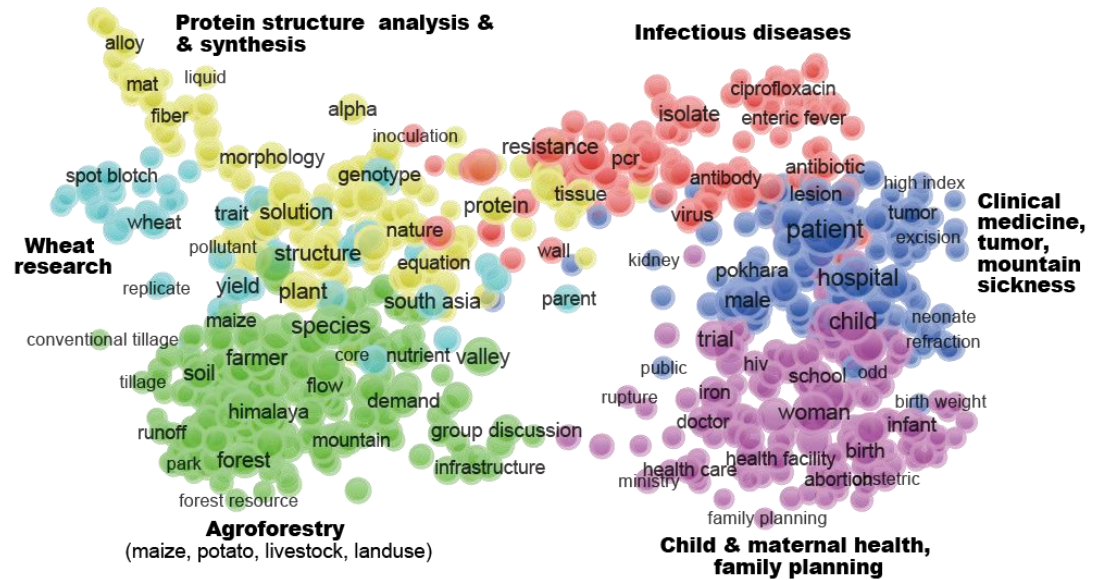 Protein structure analysis &
& synthesis
Infectious diseases
alloy
mat
liquid
fiber
alpha
inoculation
morphology
genotype
spot blotch
wheat
trait
solution
protein
nature
pollutant
structure
equation
Wheat
research
replicate
yield
plant
south asia
parent
wall
tissue
resistance
pcr
isolate
ciprofloxacin
enteric fever
antibody
antibiotic
virus
lesion
high index
tumor
patient
excision
kidney
pokhara
hospital
male
Clinical
medicine,
tumor,
mountain
sickness
neonate
child
refraction
trial
public
hiv
school
odd
rupture
iron
woman
birth weight
doctor
infant
health care
health facility
birth
ministry
abortion
obstetric
family planning
maize
species
conventional tillage
farmer
core
nutrient
valley
tillage
soil
flow
himalaya
demand
runoff
mountain
group discussion
park
forest
infrastructure
forest resource
Agroforestry
(maize, potato, livestock, landuse)
Child & maternal health,
family planning